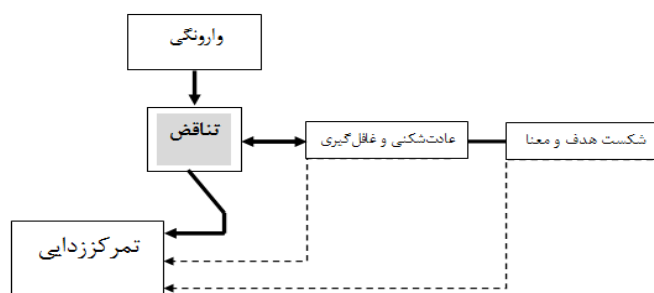 وارونگی
تناقض
عادت‌شکنی و غافل‌گیری
شکست هدف و معنا
تمرکززدایی